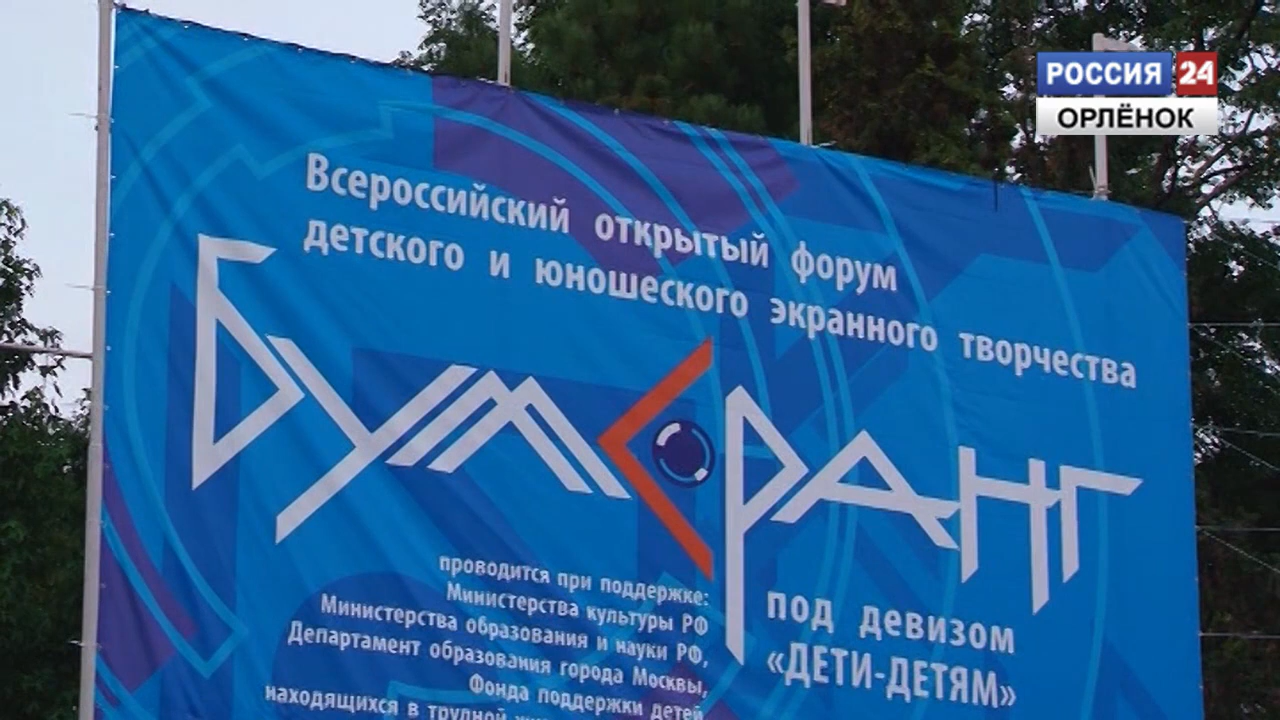 РОССИЯ 24
ОРЛЁНОК
Всероссийский открытый форум
детского и юношеского экранного творчества
БУМЕРАНГ
проводится при поддержке:
Министерства культуры РФ
Министерства образования и науки РФ,
Департамент образования города Москвы,
Фонда поддержки детей
находящихся в трудной
под девизом
«ДЕТИ-ДЕТЯМ»